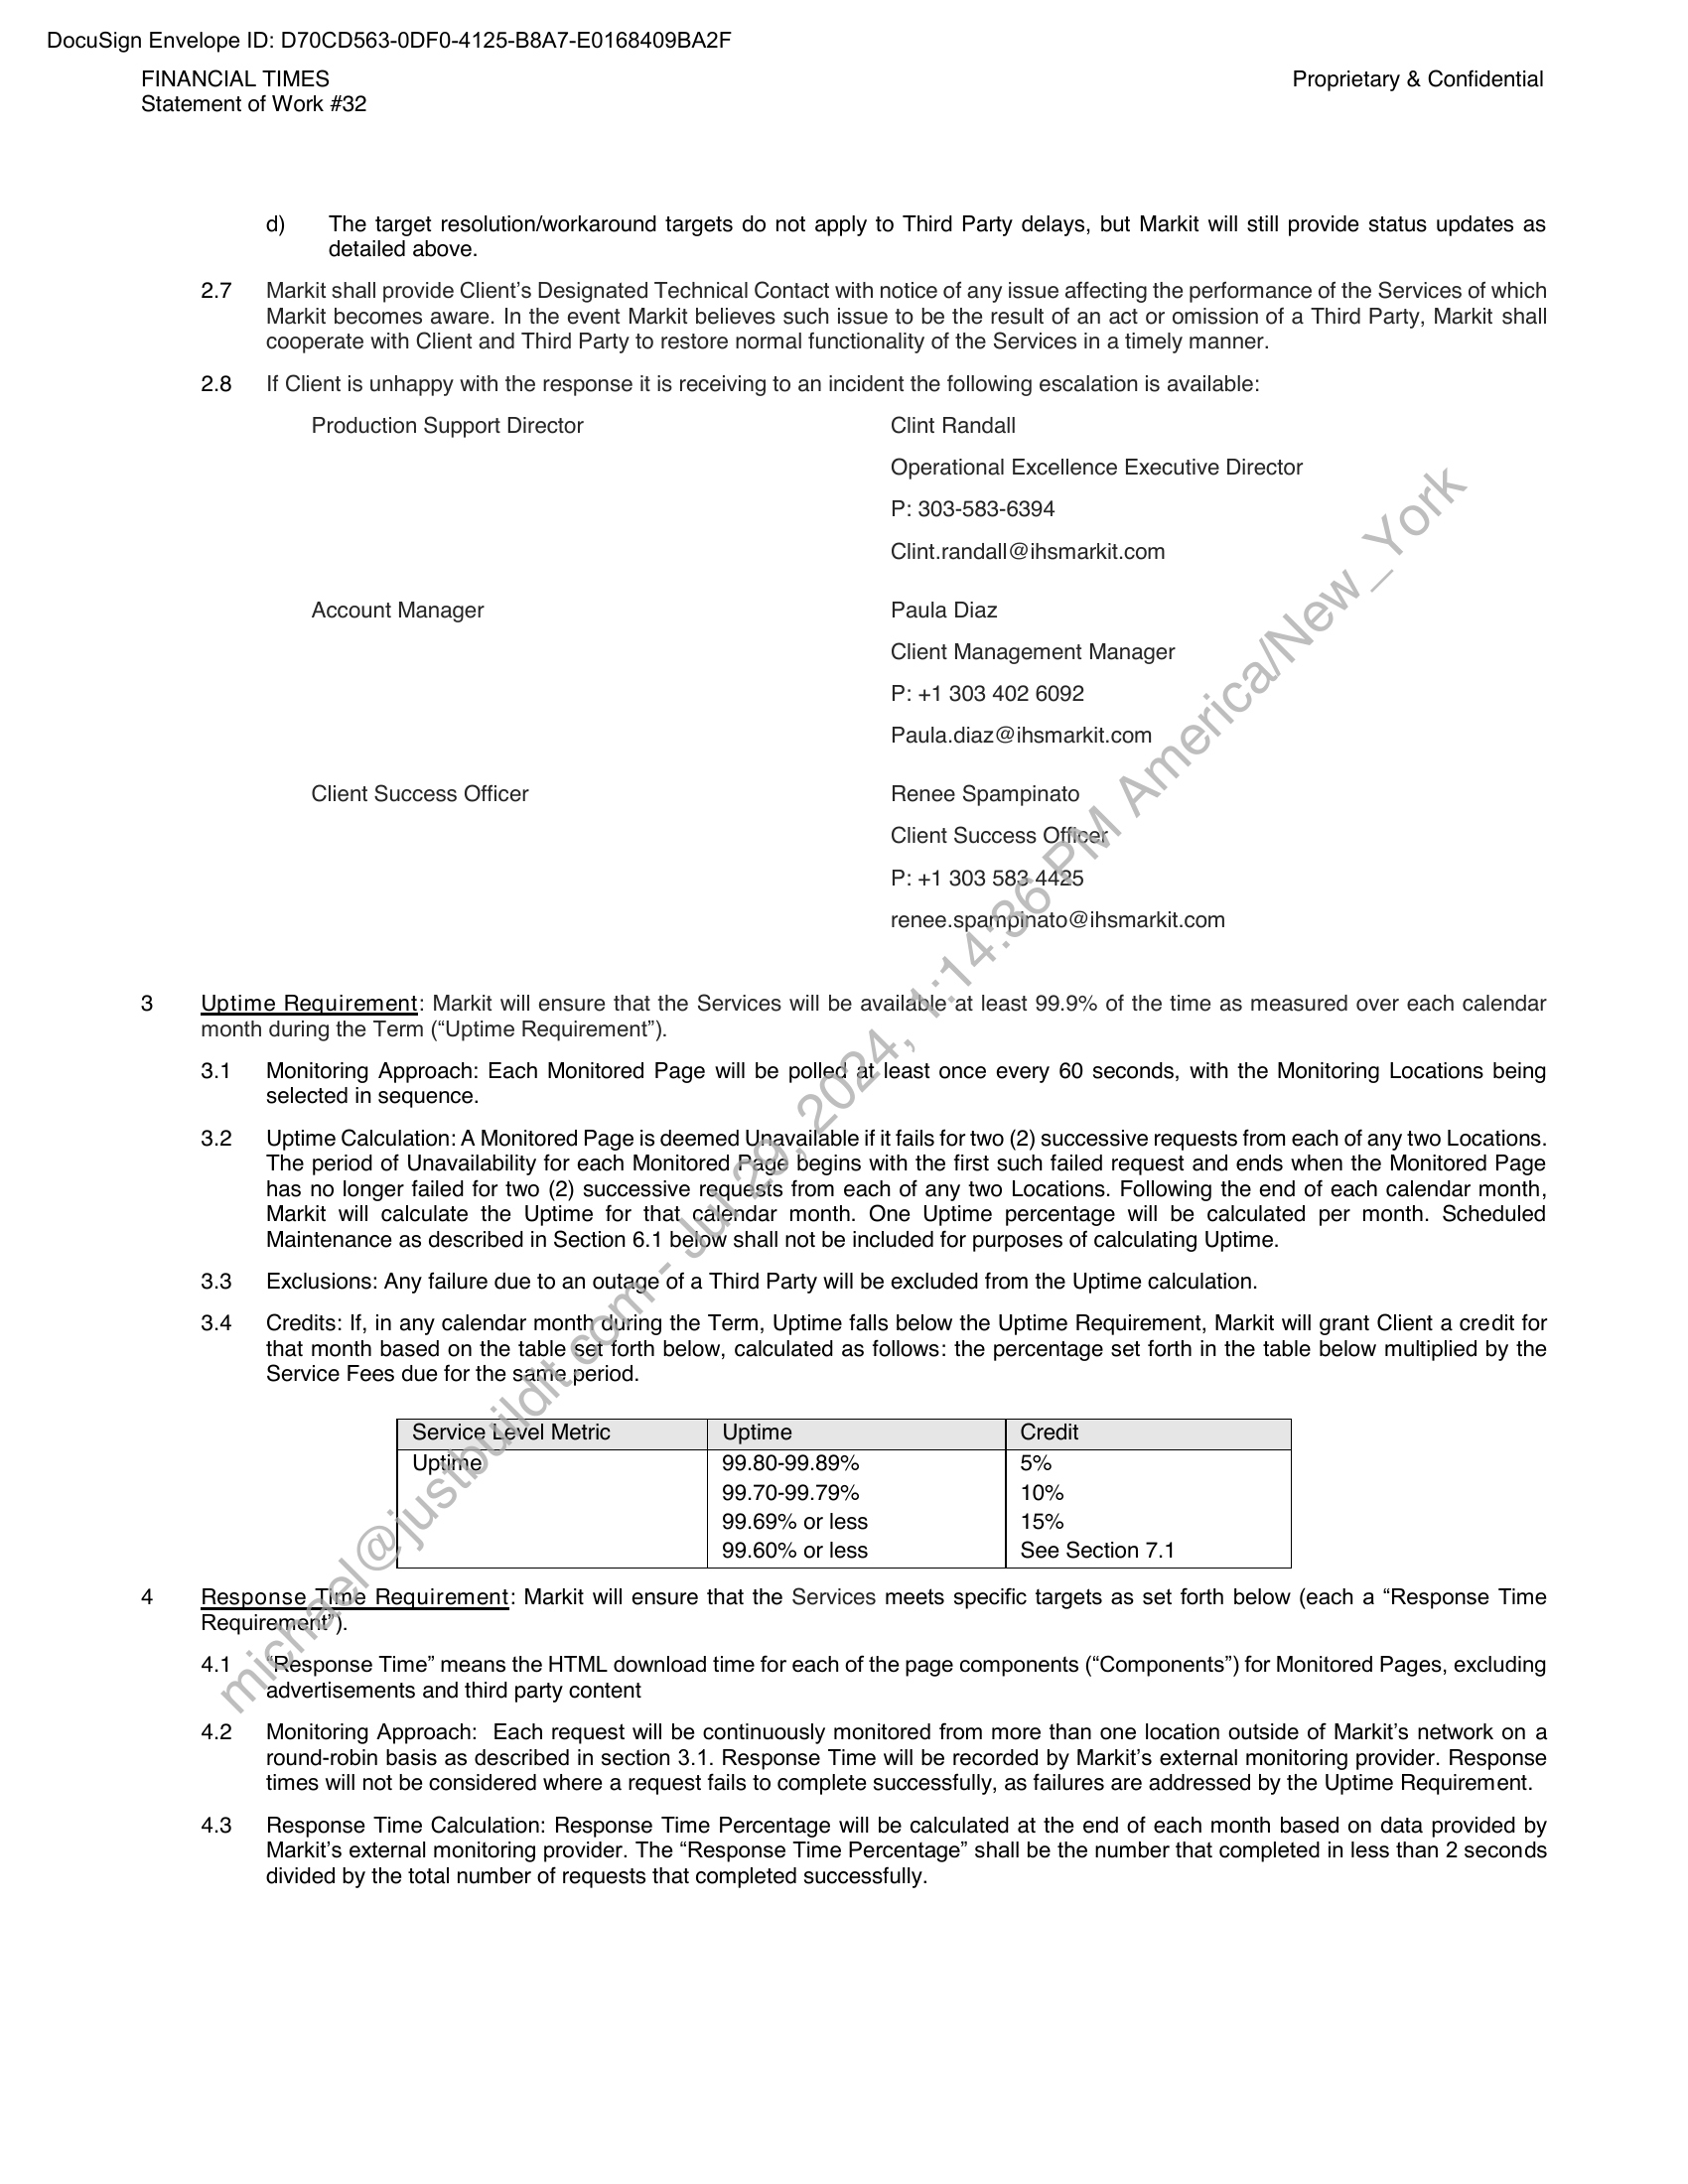 DocuSign Envelope ID: D70CD563-0DF0-4125-B8A7-E0168409BA2F
FINANCIAL TIMES
Proprietary & Confidential
Statement of Work #32
d) The target resolution/workaround targets do not apply to Third Party delays, but Markit will still provide status updates as
detailed above.
2.7 Markit shall provide Client’s Designated Technical Contact with notice of any issue affecting the performance of the Services of which
Markit becomes aware. In the event Markit believes such issue to be the result of an act or omission of a Third Party, Markit shall
cooperate with Client and Third Party to restore normal functionality of the Services in a timely manner.
2.8 If Client is unhappy with the response it is receiving to an incident the following escalation is available:
Production Support Director Clint Randall
Operational Excellence Executive Director
P: 303-583-6394
Clint.randall@ihsmarkit.com
Account Manager Paula Diaz
Client Management Manager
P: +1 303 402 6092
Paula.diaz@ihsmarkit.com
Client Success Officer Renee Spampinato
Client Success Officer
P: +1 303 583 4425
renee.spampinato@ihsmarkit.com
3 Uptime Requirement: Markit will ensure that the Services will be available at least 99.9% of the time as measured over each calendar
month during the Term (“Uptime Requirement”).
3.1 Monitoring Approach: Each Monitored Page will be polled at least once every 60 seconds, with the Monitoring Locations being
selected in sequence.
3.2 Uptime Calculation: A Monitored Page is deemed Unavailable if it fails for two (2) successive requests from each of any two Locations.
The period of Unavailability for each Monitored Page begins with the first such failed request and ends when the Monitored Page
has no longer failed for two (2) successive requests from each of any two Locations. Following the end of each calendar month,
Markit will calculate the Uptime for that calendar month. One Uptime percentage will be calculated per month. Scheduled
Maintenance as described in Section 6.1 below shall not be included for purposes of calculating Uptime.
3.3 Exclusions: Any failure due to an outage of a Third Party will be excluded from the Uptime calculation.
3.4 Credits: If, in any calendar month during the Term, Uptime falls below the Uptime Requirement, Markit will grant Client a credit for
that month based on the table set forth below, calculated as follows: the percentage set forth in the table below multiplied by the
Service Fees due for the same period.
Service Level Metric Uptime Credit
Uptime 99.80-99.89% 5%
99.70-99.79% 10%
99.69% or less 15%
99.60% or less See Section 7.1
4 Response Time Requirement: Markit will ensure that the Services meets specific targets as set forth below (each a “Response Time
Requirement”).
4.1 “Response Time” means the HTML download time for each of the page components (“Components”) for Monitored Pages, excluding
advertisements and third party content
4.2 Monitoring Approach:  Each request will be continuously monitored from more than one location outside of Markit’s network on a
round-robin basis as described in section 3.1. Response Time will be recorded by Markit’s external monitoring provider. Response
times will not be considered where a request fails to complete successfully, as failures are addressed by the Uptime Requirement.
4.3 Response Time Calculation: Response Time Percentage will be calculated at the end of each month based on data provided by
Markit’s external monitoring provider. The “Response Time Percentage” shall be the number that completed in less than 2 seconds
divided by the total number of requests that completed successfully.
michael@justbuildit.com - Jul 29, 2024, 1:14:36 PM America/New_York